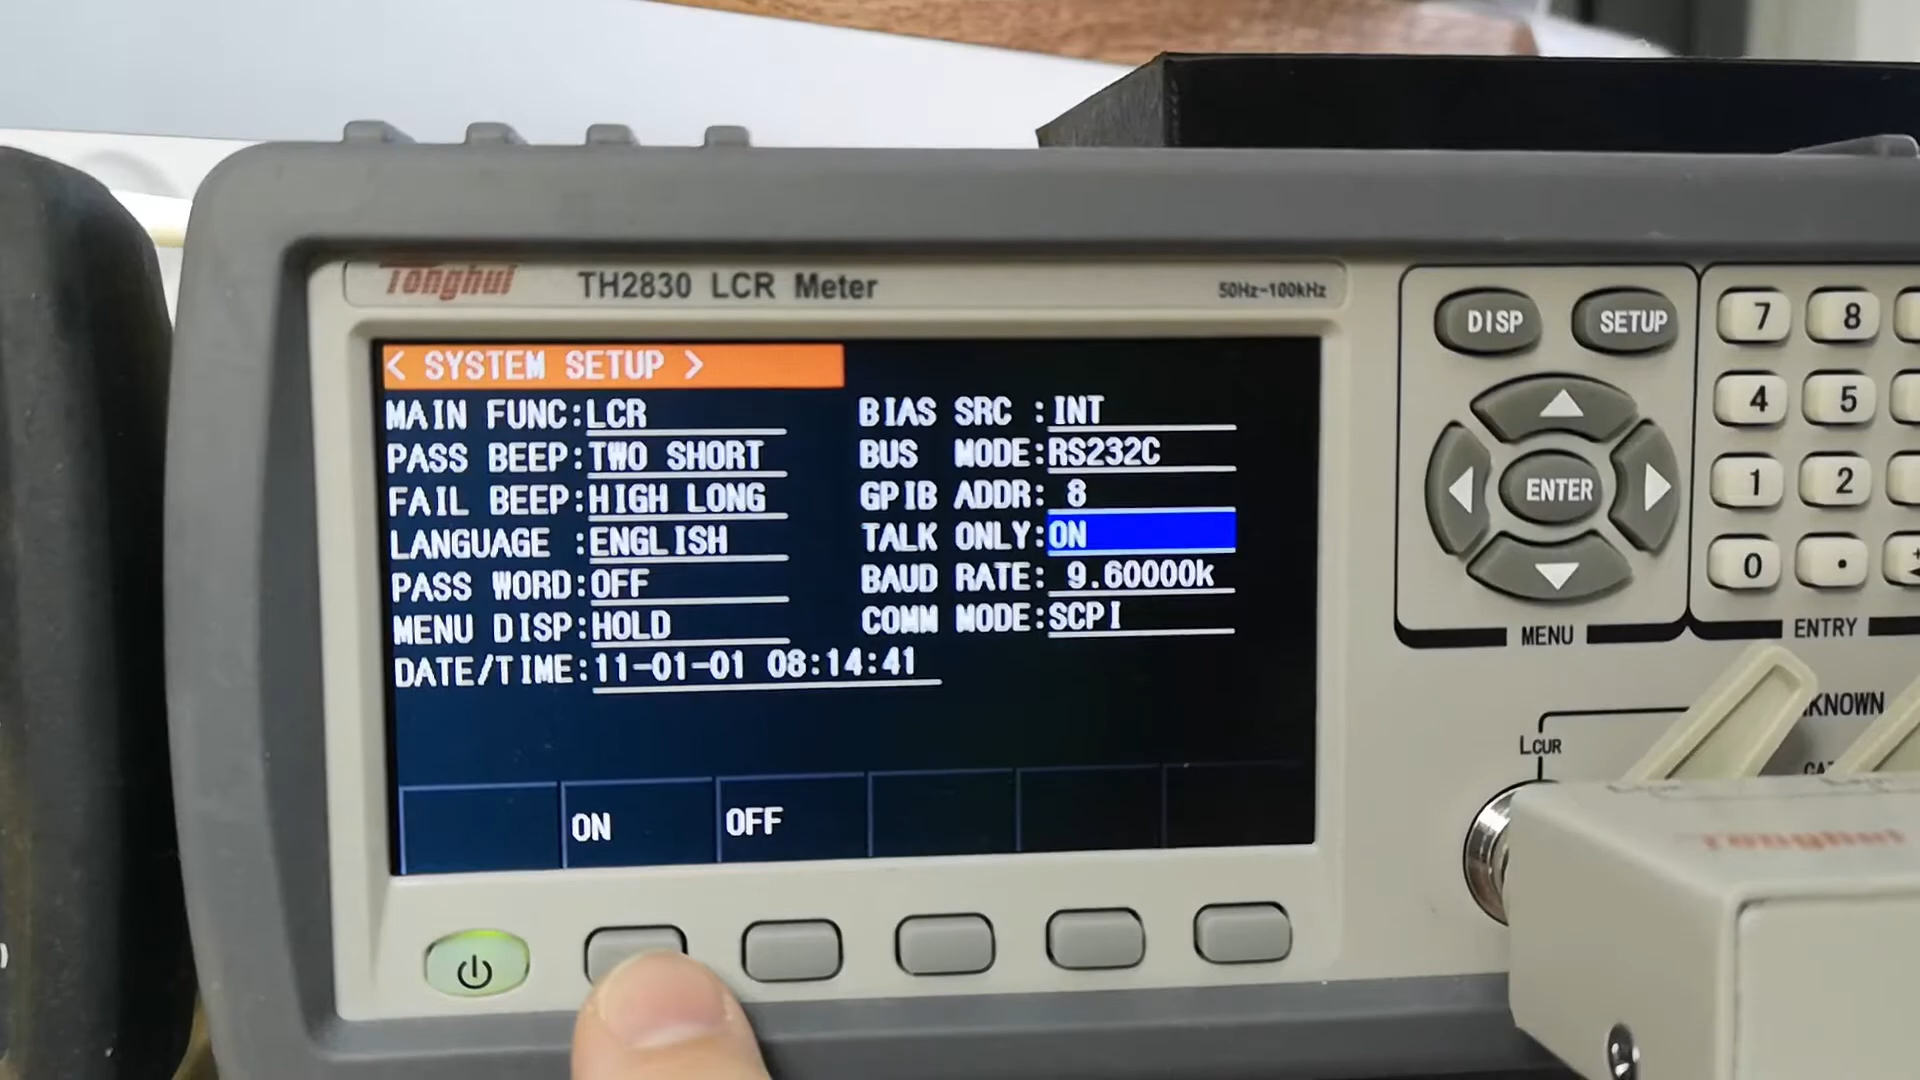 Tonghui TH2830 LCR Meter 50Hz-100kHz
< SYSTEM SETUP >
MAIN FUNC:LCR
PASS BEEP:TWO SHORT
FAIL BEEP:HIGH LONG
LANGUAGE :ENGLISH
PASS WORD:OFF
MENU DISP:HOLD
DATE/TIME:11-01-01 08:14:41
BIAS SRC :INT
BUS MODE:RS232C
GPIB ADDR: 8
TALK ONLY:ON
BAUD RATE: 9.60000k
COMM MODE:SCPI
ON OFF
DISP SETUP
ENTER
MENU
7 8
4 5
1 2
0 .
ENTRY
LCUR
Tonghui